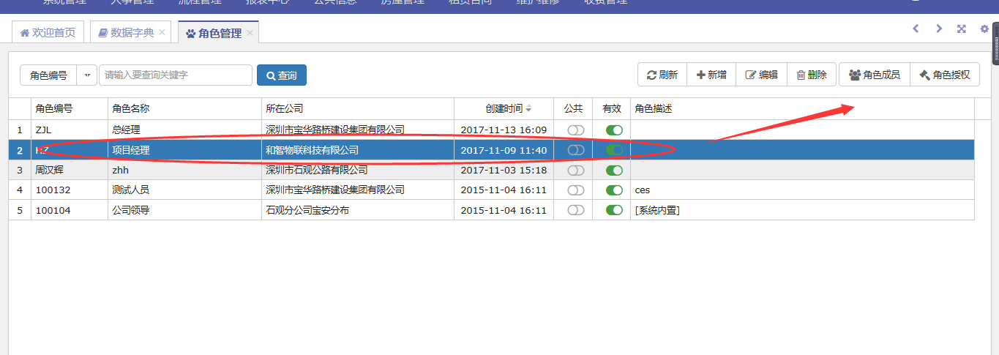 系统管理 人事管理 流程管理 报表中心 公共信息 房屋管理 租赁合同 维护维修 收费管理
欢迎首页 数据字典 角色管理
角色编号 请输入要查询关键字 查询 刷新 新增 编辑 删除 角色成员 角色授权
角色编号 角色名称 所在公司 创建时间 公共 有效 角色描述
1 ZJL 总经理 深圳市宝华路桥建设集团有限公司 2017-11-13 16:09
2 项目经理 和智物联科技有限公司 2017-11-09 11:40
3 周汉辉 zhh 深圳市石观公路有限公司 2017-11-03 15:18
4 100132 测试人员 深圳市宝华路桥建设集团有限公司 2015-11-04 16:11 ces
5 100104 公司领导 石观分公司宝安分布 2015-11-04 16:11 [系统内置]